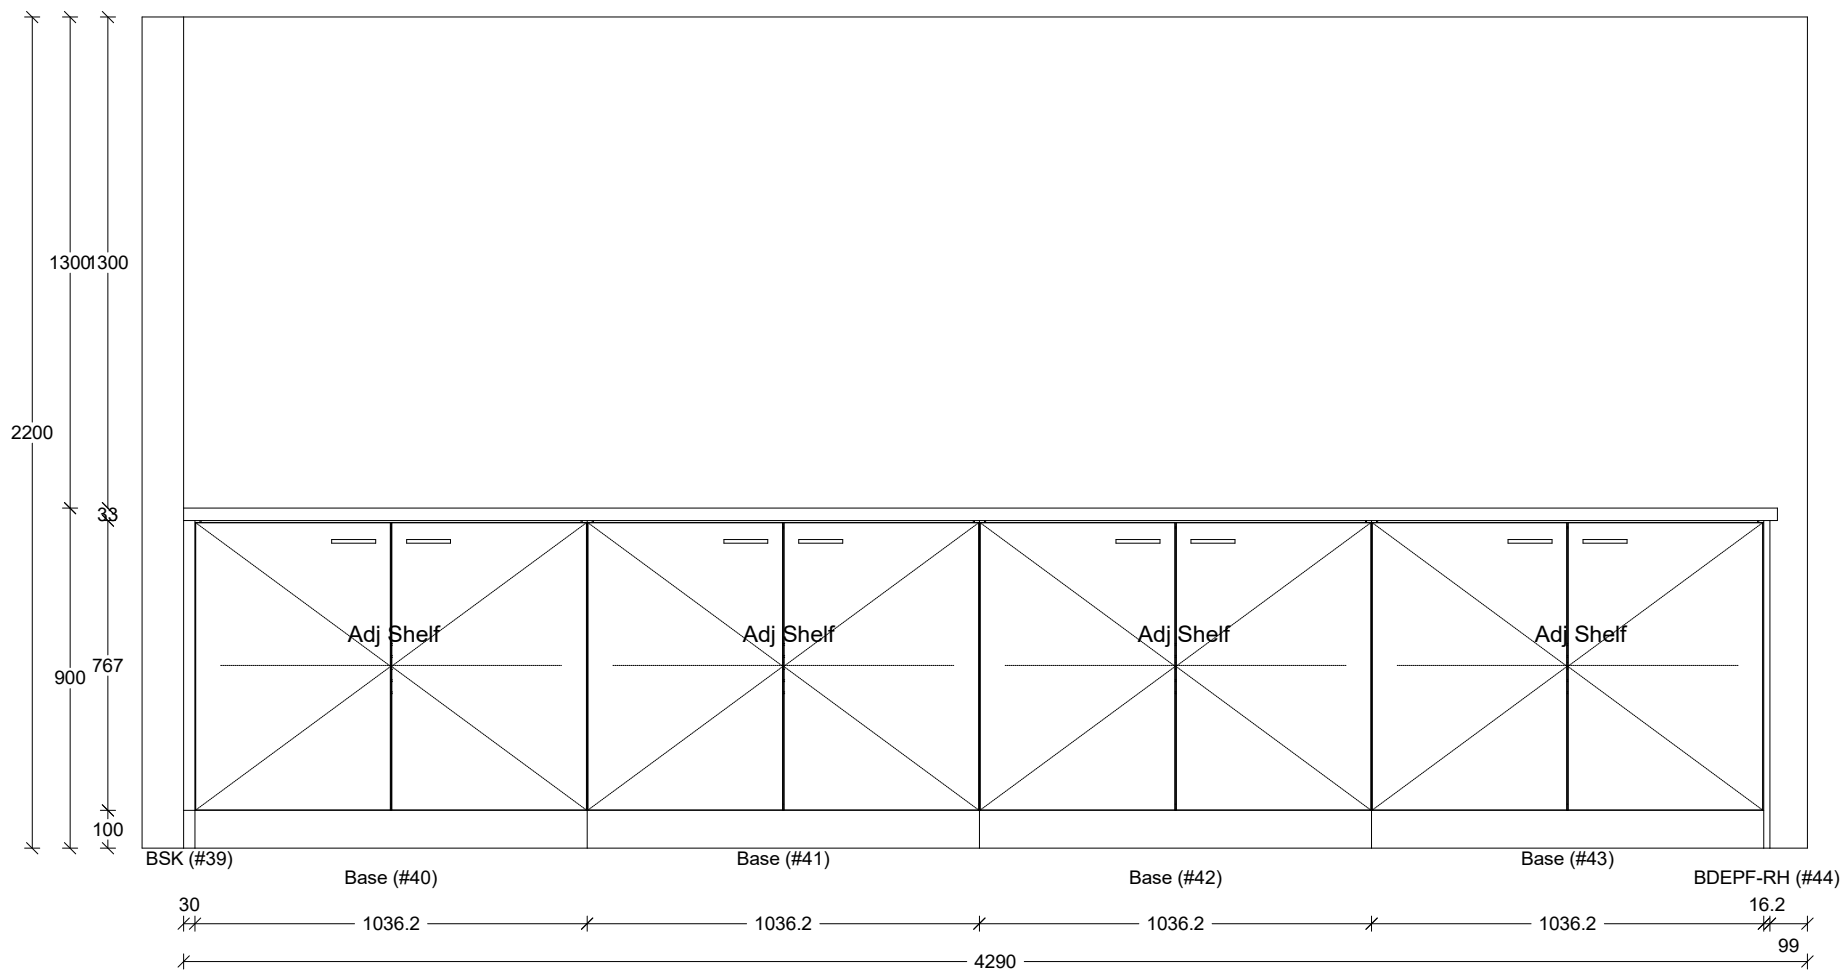 1300
1300
2200
33
Adj Shelf
Adj Shelf
Adj Shelf
Adj Shelf
767
900
100
BSK (#39)
Base (#41)
Base (#43)
Base (#40)
Base (#42)
BDEPF-RH (#44)
30
16.2
1036.2
1036.2
1036.2
1036.2
99
4290